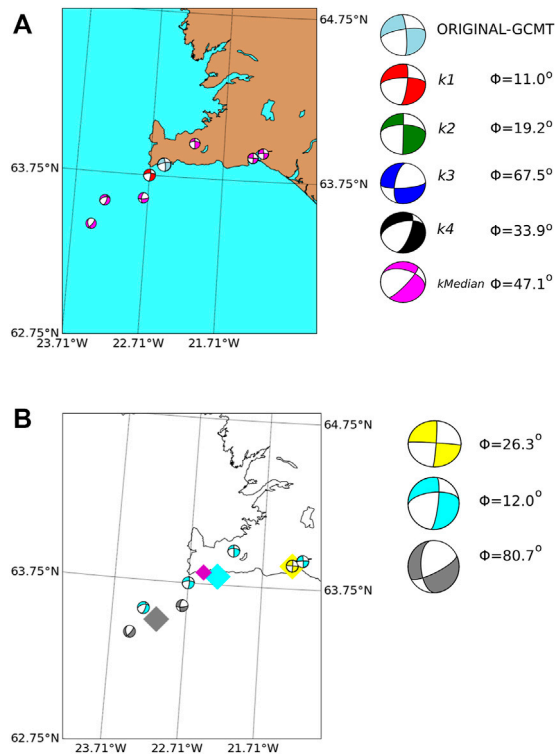 A
64.75°N
63.75°N
63.75°N
62.75°N
23.71°W
22.71°W
21.71°W
ORIGINAL-GCMT
k1 Φ=11.0°
k2 Φ=19.2°
k3 Φ=67.5°
k4 Φ=33.9°
kMedian Φ=47.1°
B
64.75°N
63.75°N
63.75°N
62.75°N
23.71°W
22.71°W
21.71°W
Φ=26.3°
Φ=12.0°
Φ=80.7°